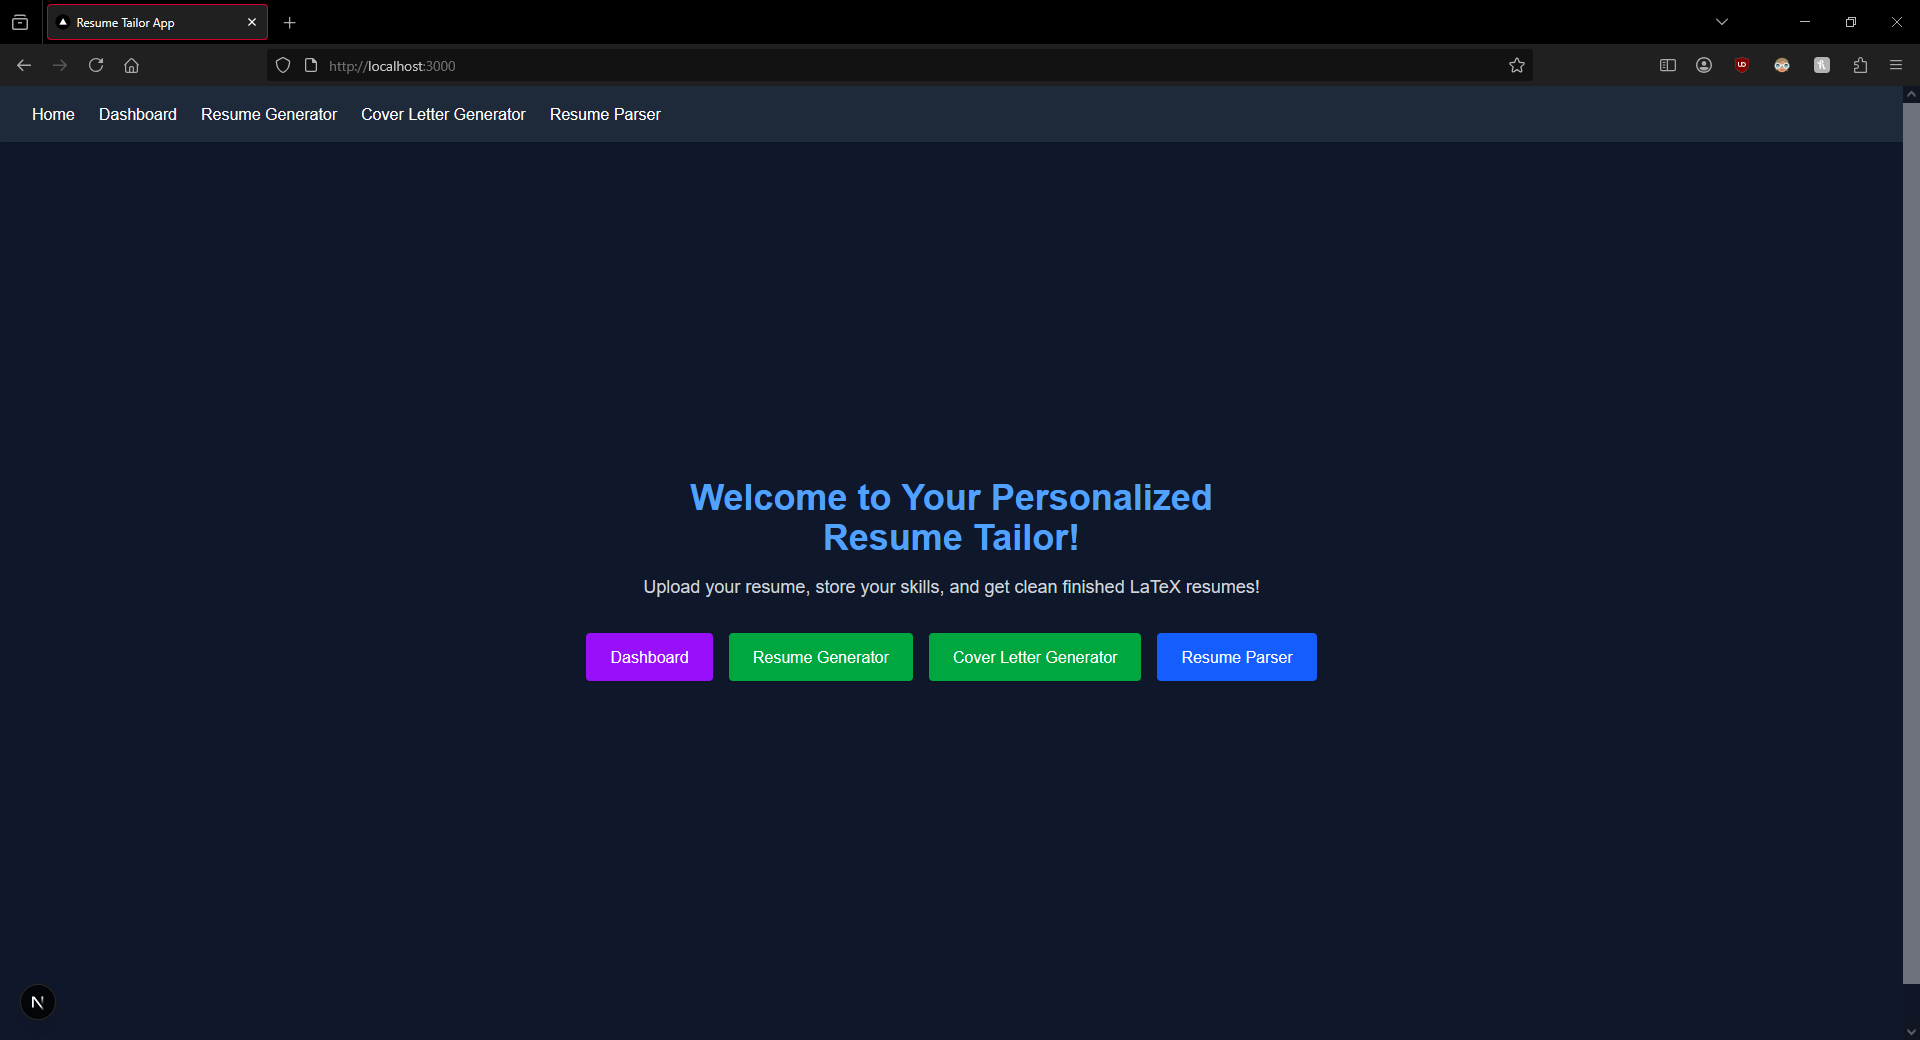 Resume Tailor App
http://localhost:3000
Home Dashboard Resume Generator Cover Letter Generator Resume Parser
Welcome to Your Personalized
Resume Tailor!
Upload your resume, store your skills, and get clean finished LaTeX resumes!
Dashboard Resume Generator Cover Letter Generator Resume Parser
N